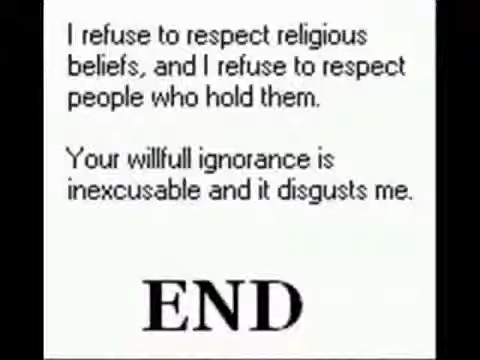 I refuse to respect religious
beliefs, and I refuse to respect
people who hold them.
Your willfull ignorance is
inexcusable and it disgusts me.
END